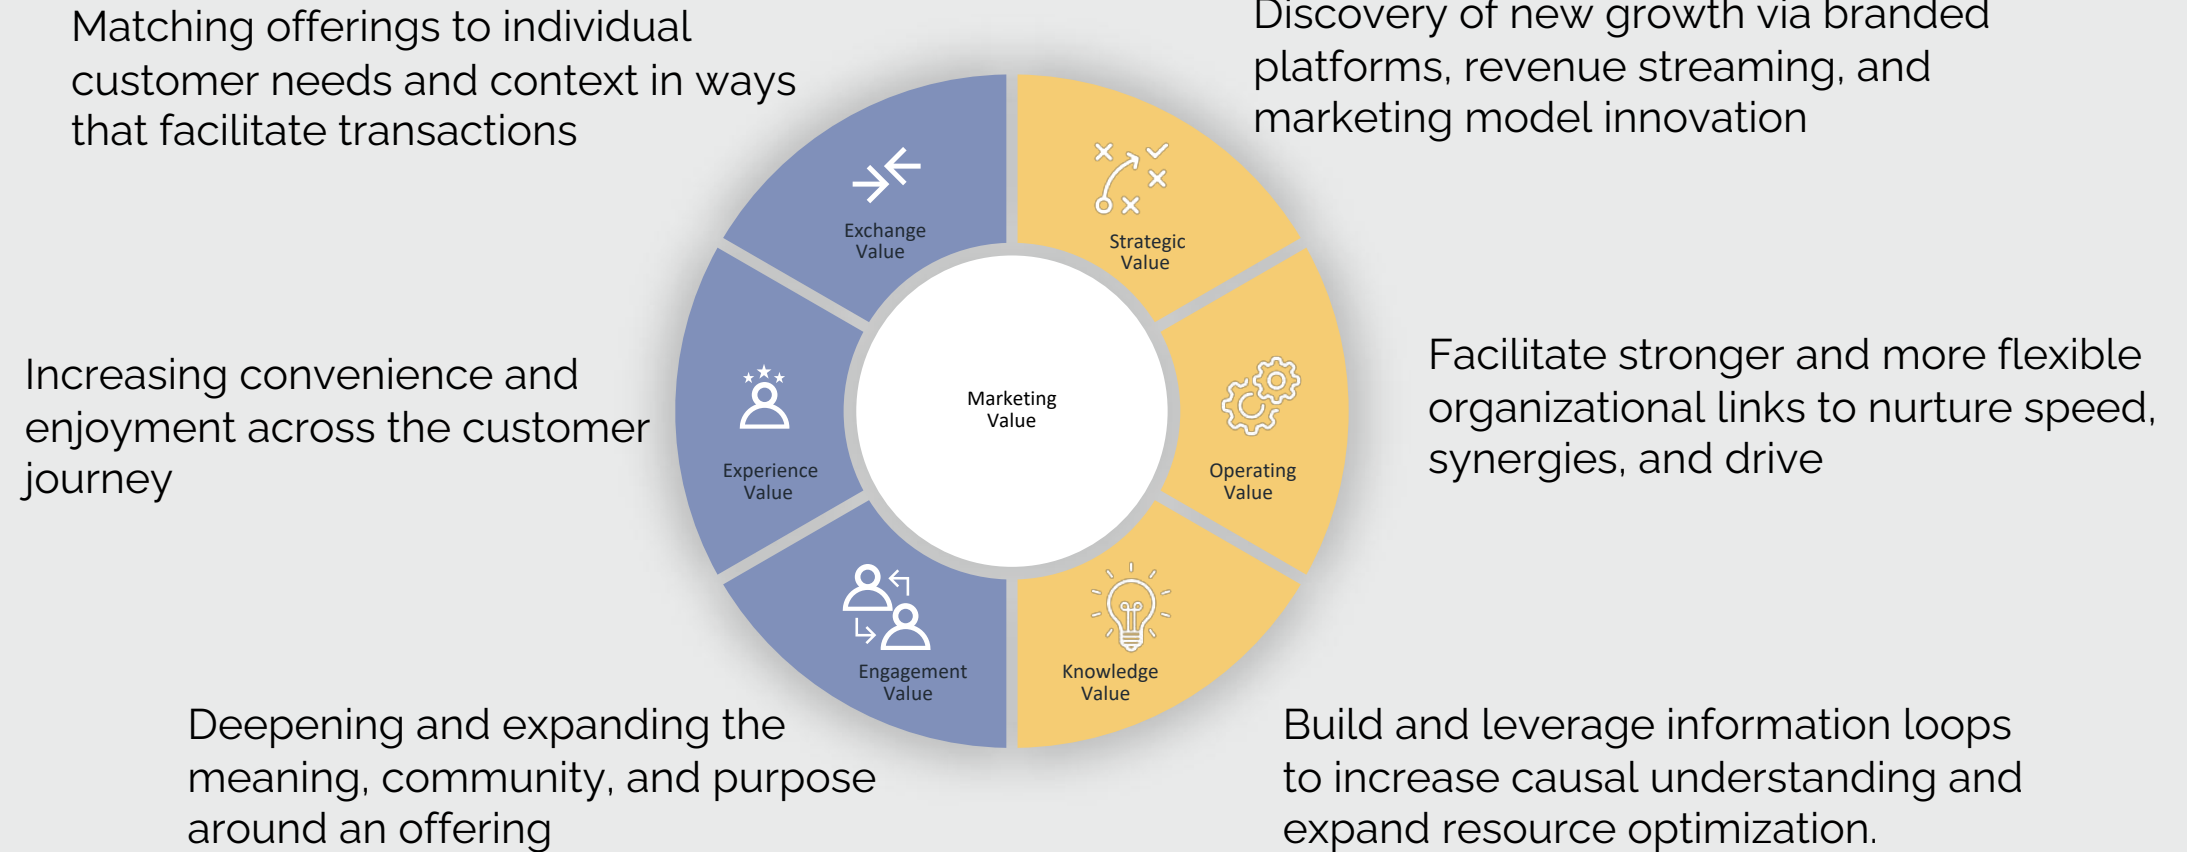 Matching offerings to individual
customer needs and context in ways
that facilitate transactions
Discovery of new growth via branded
platforms, revenue streaming, and
marketing model innovation
Exchange
Value
Strategic
Value
Increasing convenience and
enjoyment across the customer
journey
Experience
Value
Marketing
Value
Operating
Value
Facilitate stronger and more flexible
organizational links to nurture speed,
synergies, and drive
Engagement
Value
Knowledge
Value
Deepening and expanding the
meaning, community, and purpose
around an offering
Build and leverage information loops
to increase causal understanding and
expand resource optimization.